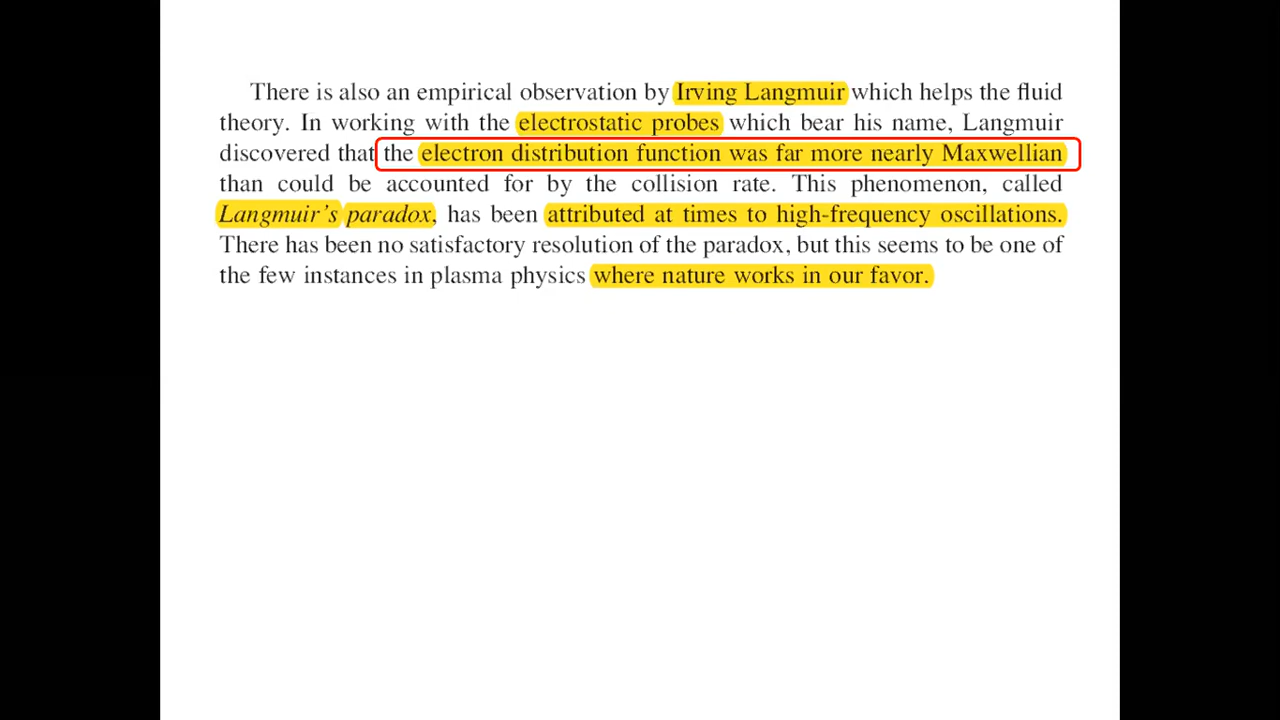 There is also an empirical observation by Irving Langmuir which helps the fluid
theory. In working with the electrostatic probes which bear his name, Langmuir
discovered that the electron distribution function was far more nearly Maxwellian
than could be accounted for by the collision rate. This phenomenon, called
Langmuir’s paradox, has been attributed at times to high-frequency oscillations.
There has been no satisfactory resolution of the paradox, but this seems to be one of
the few instances in plasma physics where nature works in our favor.